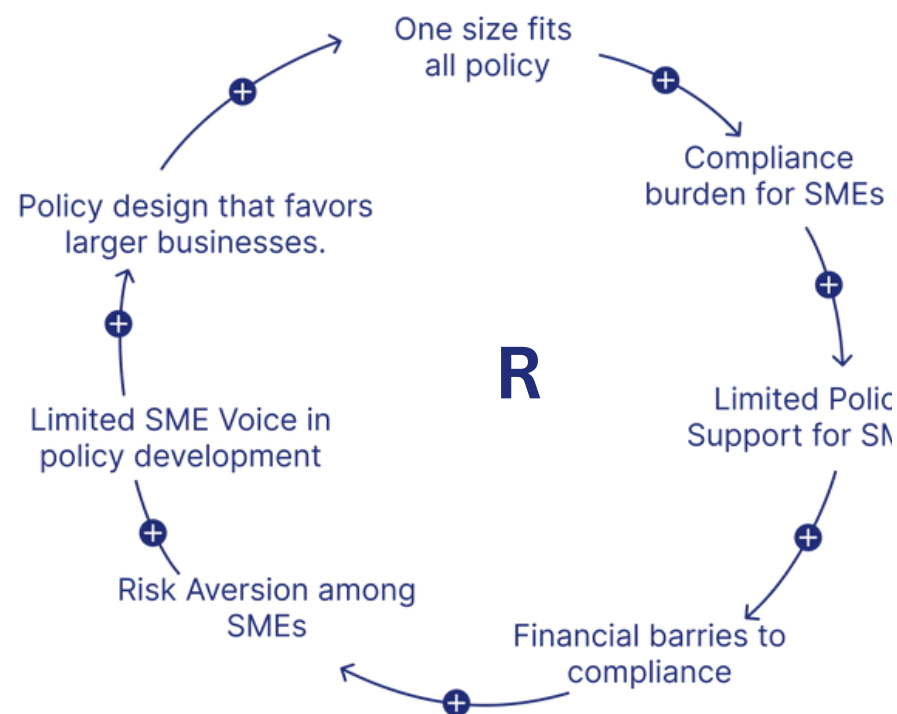 One size fits
all policy
Compliance
burden for SMEs
Limited
Support for
Financial barries to
compliance
Risk Aversion among
SMEs
Limited SME Voice in
policy development
Policy design that favors
larger businesses.
R